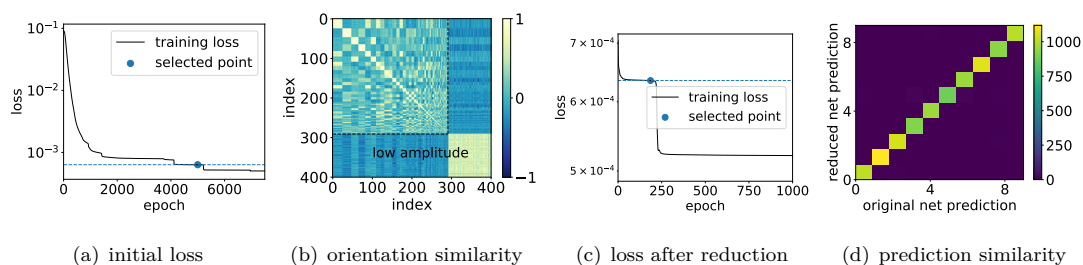 10⁻¹
10⁻²
10⁻³
loss
training loss
selected point
0 2000 4000 6000
epoch
(a) initial loss
0
100
200
300
400
index
low amplitude
0 100 200 300 400
index
1
0
−1
(b) orientation similarity
7 × 10⁻⁴
6 × 10⁻⁴
5 × 10⁻⁴
loss
training loss
selected point
0 250 500 750 1000
epoch
(c) loss after reduction
8
4
0
reduced net prediction
0 4 8
original net prediction
1000
750
500
250
0
(d) prediction similarity